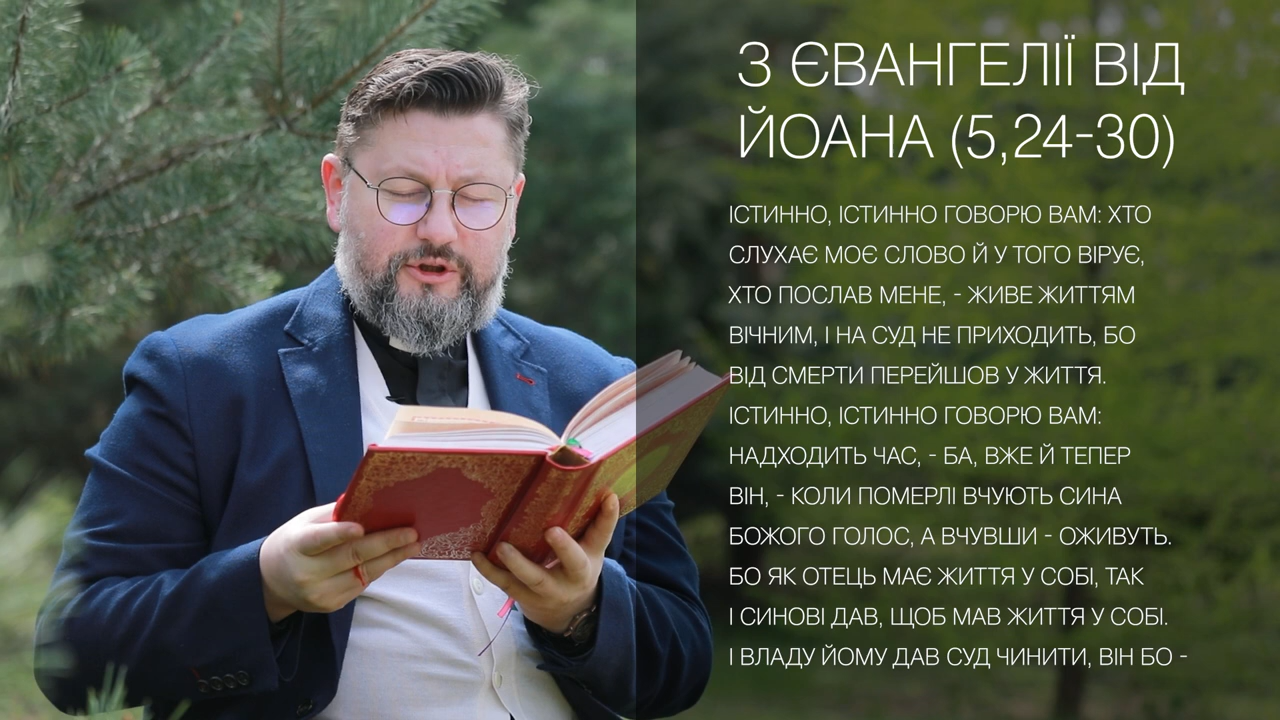 З ЄВАНГЕЛІЇ ВІД
ЙОАНА (5,24-30)
ІСТИННО, ІСТИННО ГОВОРЮ ВАМ: ХТО
СЛУХАЄ МОЄ СЛОВО Й У ТОГО ВІРУЄ,
ХТО ПОСЛАВ МЕНЕ, - ЖИВЕ ЖИТТЯМ
ВІЧНИМ, І НА СУД НЕ ПРИХОДИТЬ, БО
ВІД СМЕРТИ ПЕРЕЙШОВ У ЖИТТЯ.
ІСТИННО, ІСТИННО ГОВОРЮ ВАМ:
НАДХОДИТЬ ЧАС, - БА, ВЖЕ Й ТЕПЕР
ВІН, - КОЛИ ПОМЕРЛІ ВЧУЮТЬ СИНА
БОЖОГО ГОЛОС, А ВЧУВШИ - ОЖИВУТЬ.
БО ЯК ОТЕЦЬ МАЄ ЖИТТЯ У СОБІ, ТАК
І СИНОВІ ДАВ, ЩОБ МАВ ЖИТТЯ У СОБІ.
І ВЛАДУ ЙОМУ ДАВ СУД ЧИНИТИ, ВІН БО -